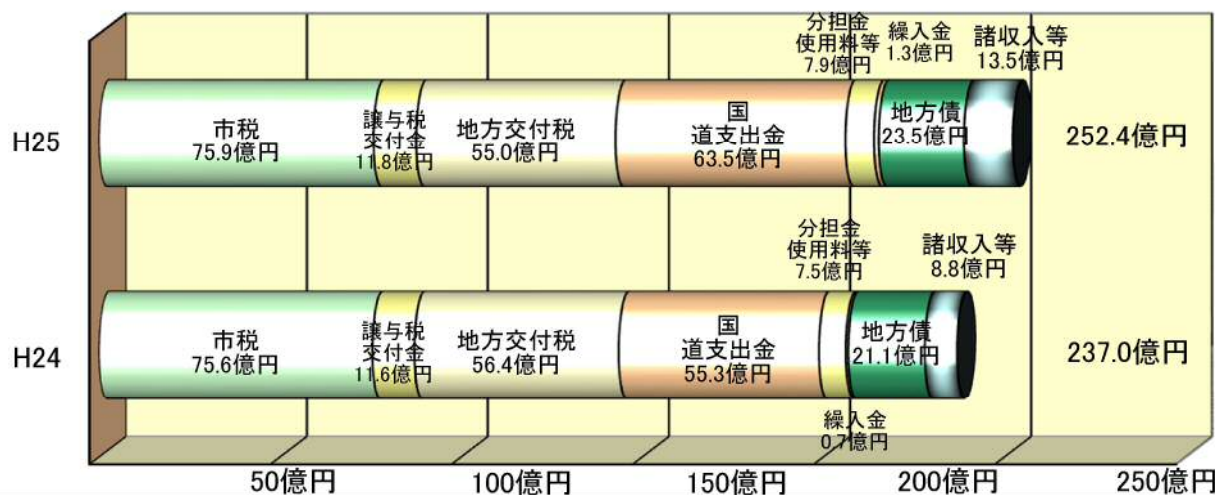 分担金
使用料等
7.9億円
繰入金
1.3億円
諸収入等
13.5億円
H25
市税
75.9億円
譲与税
交付金
11.8億円
地方交付税
55.0億円
国
道支出金
63.5億円
地方債
23.5億円
252.4億円
分担金
使用料等
7.5億円
諸収入等
8.8億円
H24
市税
75.6億円
譲与税
交付金
11.6億円
地方交付税
56.4億円
国
道支出金
55.3億円
地方債
21.1億円
237.0億円
繰入金
0.7億円
50億円
100億円
150億円
200億円
250億円